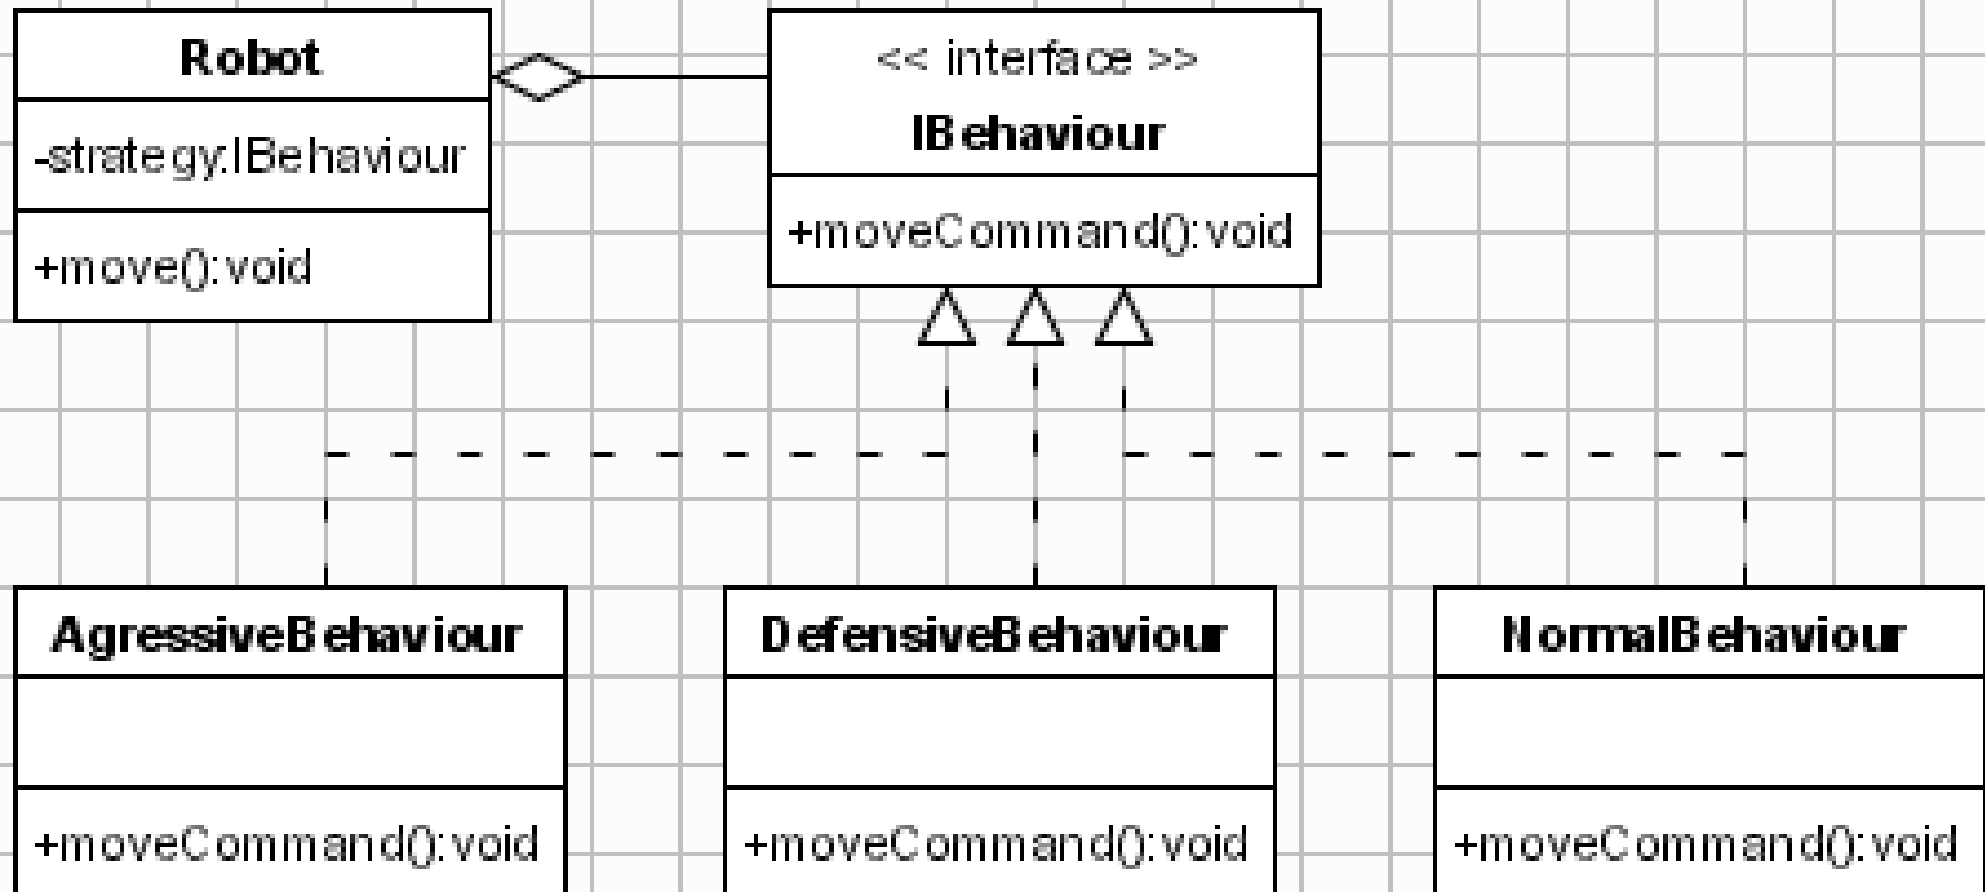 Robot
-strategy:IBehaviour
+move():void
<< interface >>
IBehaviour
+moveCommand():void
AgressiveBehaviour
+moveCommand():void
DefensiveBehaviour
+moveCommand():void
NormalBehaviour
+moveCommand():void